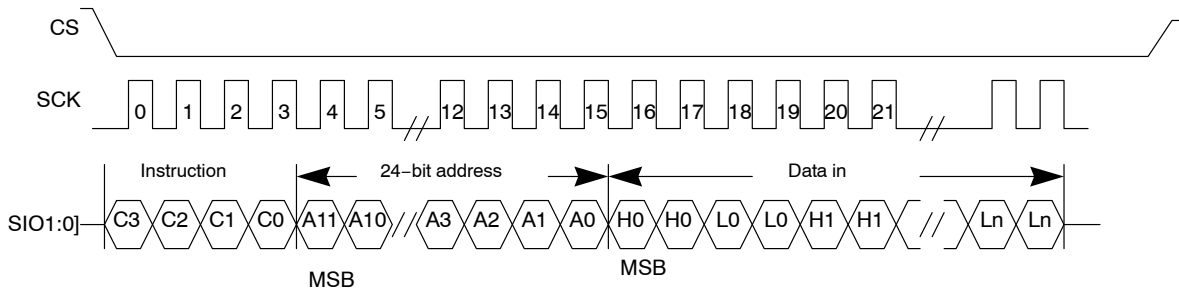 CS
SCK
0 1 2 3 4 5 12 13 14 15 16 17 18 19 20 21
Instruction 24−bit address Data in
SIO1:0] C3 C2 C1 C0 A11 A10 A3 A2 A1 A0 H0 H0 L0 L0 H1 H1 Ln Ln
MSB MSB